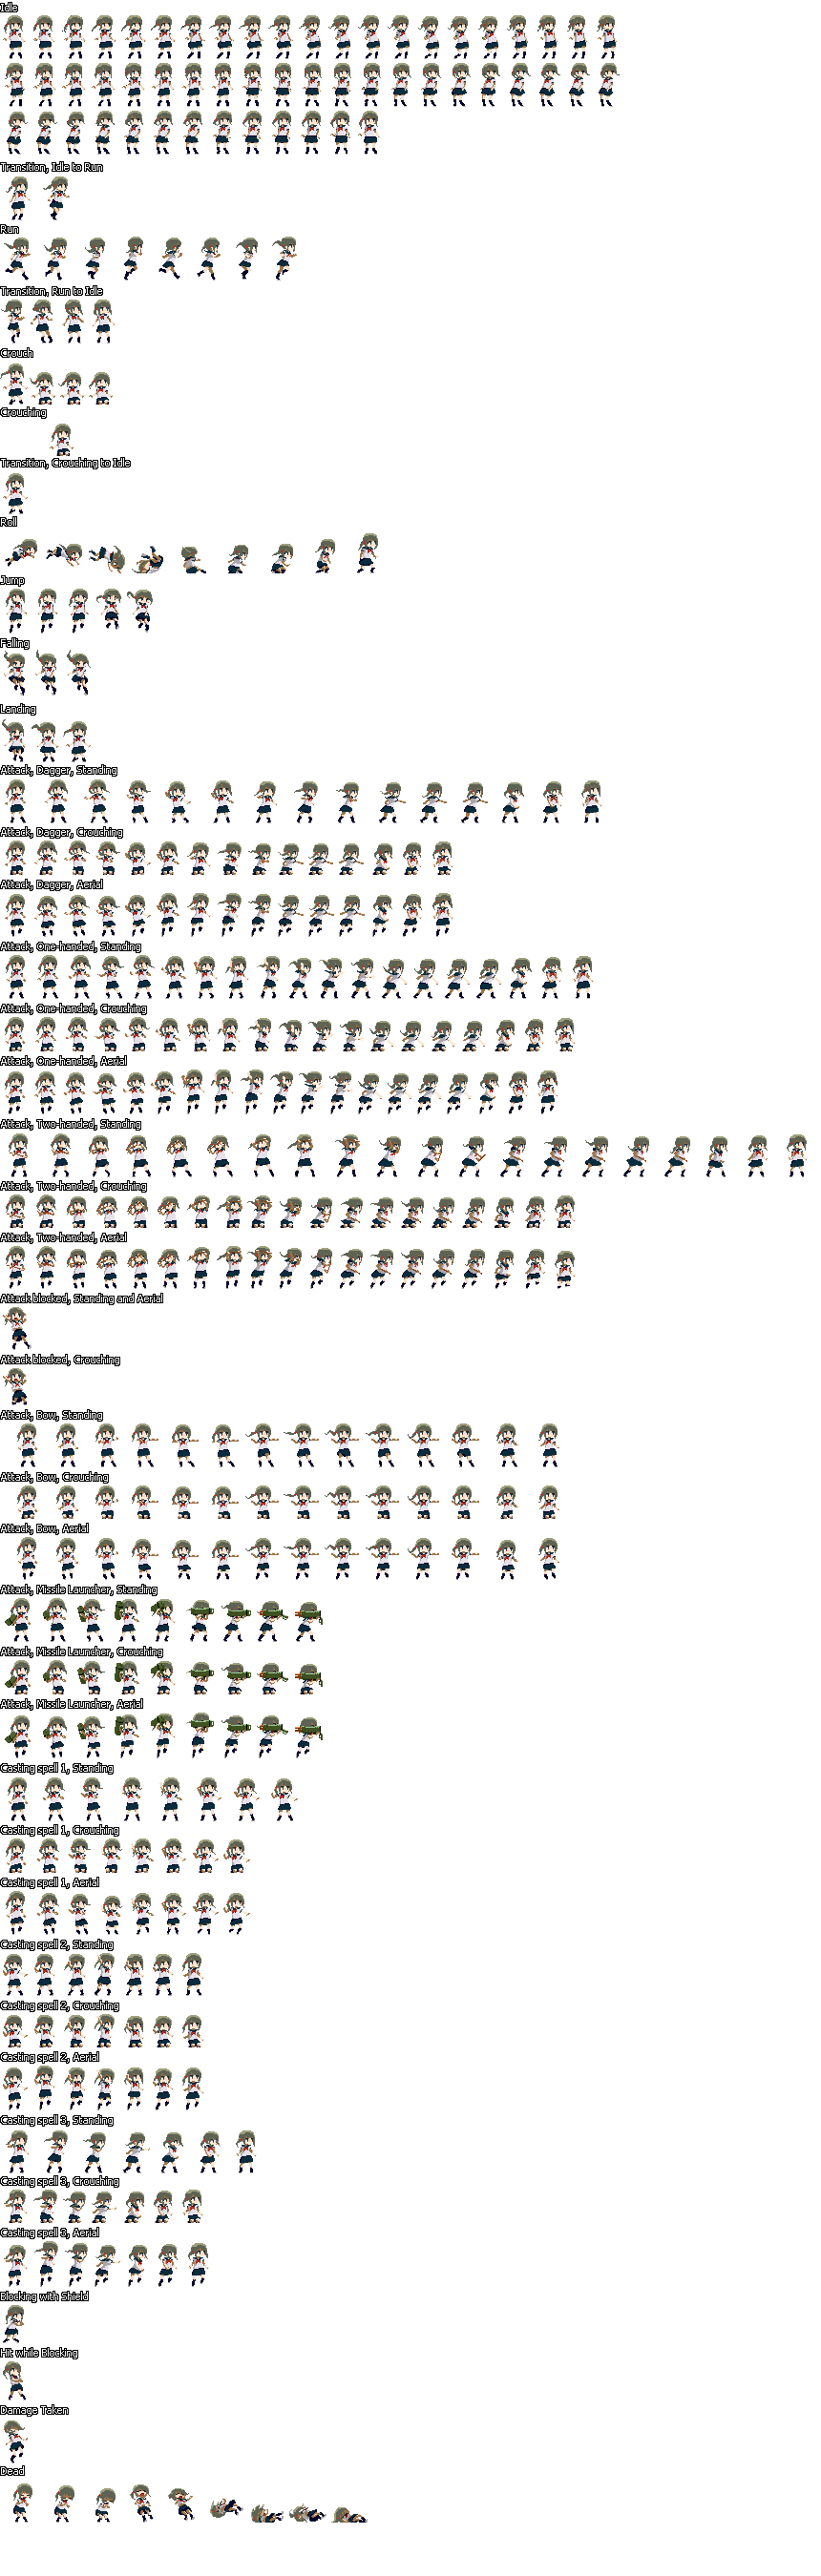 Idle
Transition, Idle to Run
Run
Transition, Run to Idle
Crouch
Crouching
Transition, Crouching to Idle
Roll
Jump
Falling
Landing
Attack, Dagger, Standing
Attack, Dagger, Crouching
Attack, Dagger, Aerial
Attack, One-handed, Standing
Attack, One-handed, Crouching
Attack, One-handed, Aerial
Attack, Two-handed, Standing
Attack, Two-handed, Crouching
Attack, Two-handed, Aerial
Attack blocked, Standing and Aerial
Attack blocked, Crouching
Attack, Bow, Standing
Attack, Bow, Crouching
Attack, Bow, Aerial
Attack, Missile Launcher, Standing
Attack, Missile Launcher, Crouching
Attack, Missile Launcher, Aerial
Casting spell 1, Standing
Casting spell 1, Crouching
Casting spell 1, Aerial
Casting spell 2, Standing
Casting spell 2, Crouching
Casting spell 2, Aerial
Casting spell 3, Standing
Casting spell 3, Crouching
Casting spell 3, Aerial
Blocking with Shield
Hit while Blocking
Damage Taken
Dead